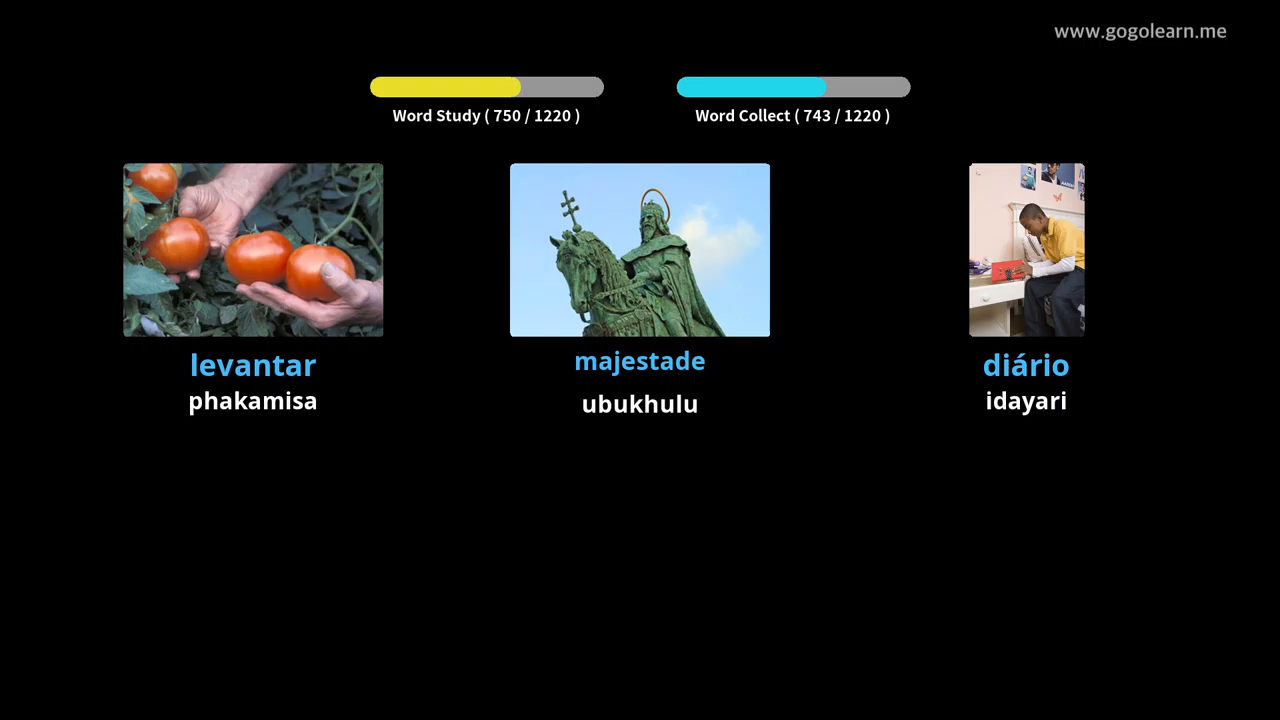 www.gogolearn.me
Word Study ( 750 / 1220 )
Word Collect ( 743 / 1220 )
levantar
phakamisa
majestade
ubukhulu
diário
idayari